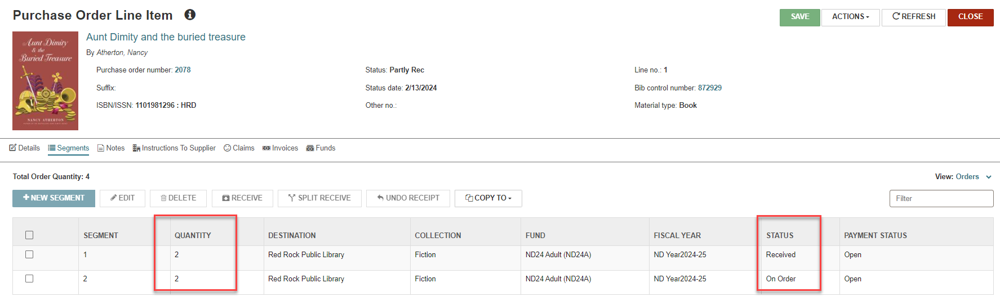 Purchase Order Line Item
SAVE ACTIONS REFRESH CLOSE
Aunt Dimity
& the
Buried Treasure
NANCY ATHERTON
Aunt Dimity and the buried treasure
By Atherton, Nancy
Purchase order number: 2078 Status: Partly Rec Line no.: 1
Suffix: Status date: 2/13/2024 Bib control number: 872929
ISBN/ISSN: 1101981296 : HRD Other no.: Material type: Book
Details Segments Notes Instructions To Supplier Claims Invoices Funds
Total Order Quantity: 4 View: Orders
NEW SEGMENT EDIT DELETE RECEIVE SPLIT RECEIVE UNDO RECEIPT COPY TO Filter
SEGMENT QUANTITY DESTINATION COLLECTION FUND FISCAL YEAR STATUS PAYMENT STATUS
1 2 Red Rock Public Library Fiction ND24 Adult (ND24A) ND Year2024-25 Received Open
2 2 Red Rock Public Library Fiction ND24 Adult (ND24A) ND Year2024-25 On Order Open